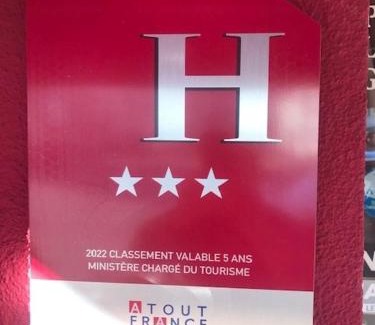 H
2022 CLASSEMENT VALABLE 5 ANS
MINISTÈRE CHARGÉ DU TOURISME
ATOUT
FRANCE